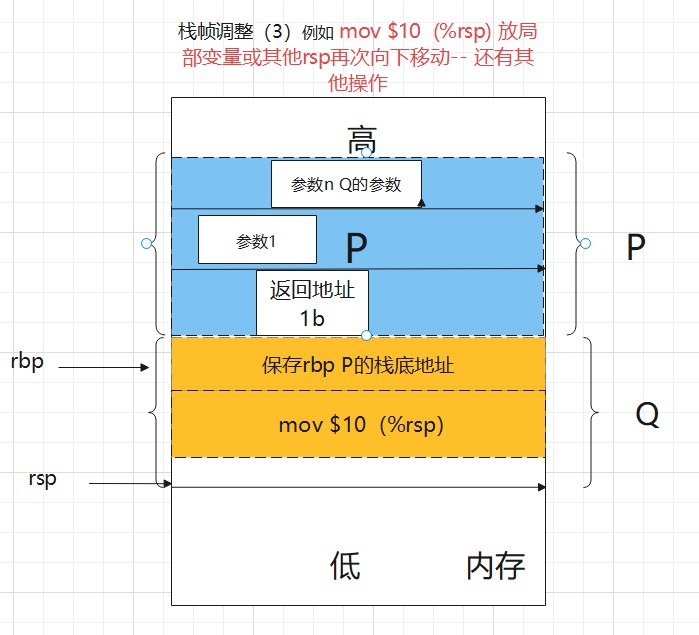 栈帧调整（3）例如 mov $10（%rsp) 放局
部变量或其他rsp再次向下移动-- 还有其
他操作
高
参数n Q的参数
参数1
P
P
返回地址
1b
rbp
保存rbp P的栈底地址
mov $10（%rsp)
Q
rsp
低
内存